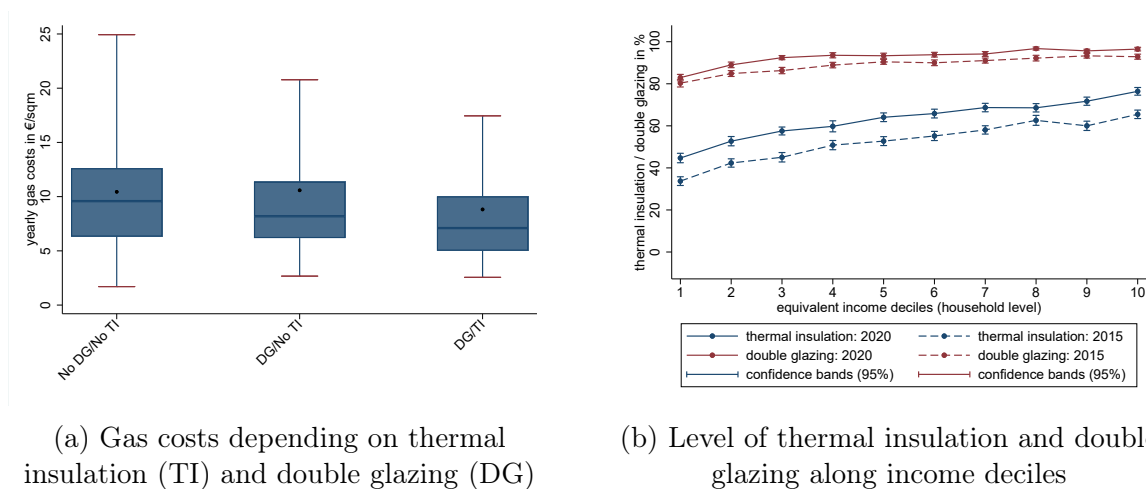 25
20
15
10
5
0
yearly gas costs in €/sqm
No DG/No TI
DG/No TI
DG/TI
(a) Gas costs depending on thermal
insulation (TI) and double glazing (DG)
100
80
60
40
20
0
thermal insulation / double glazing in %
1 2 3 4 5 6 7 8 9 10
equivalent income deciles (household level)
thermal insulation: 2020 thermal insulation: 2015
double glazing: 2020 double glazing: 2015
confidence bands (95%) confidence bands (95%)
(b) Level of thermal insulation and doubl
glazing along income deciles